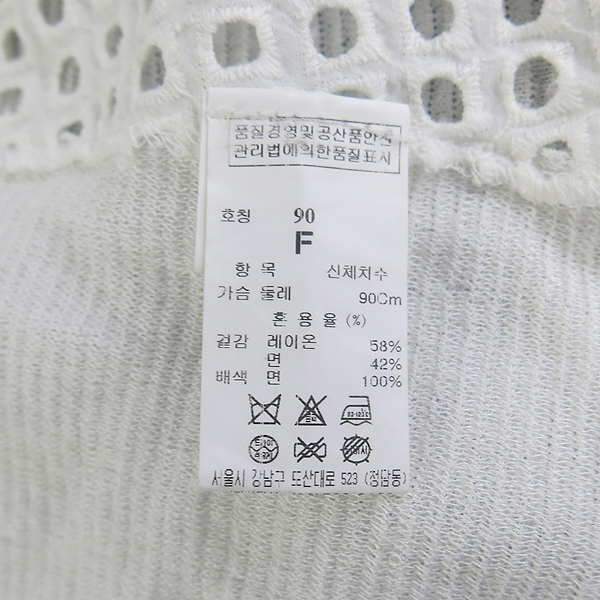 품질경영및공산품안전
관리법에의한품질표시
호칭 90
F
항 목 신체치수
가슴 둘레 90Cm
혼 용 율 (%)
겉감 레이온 58%
면 42%
배색 면 100%
드라이
서울시 강남구 도산대로 523 (청담동)